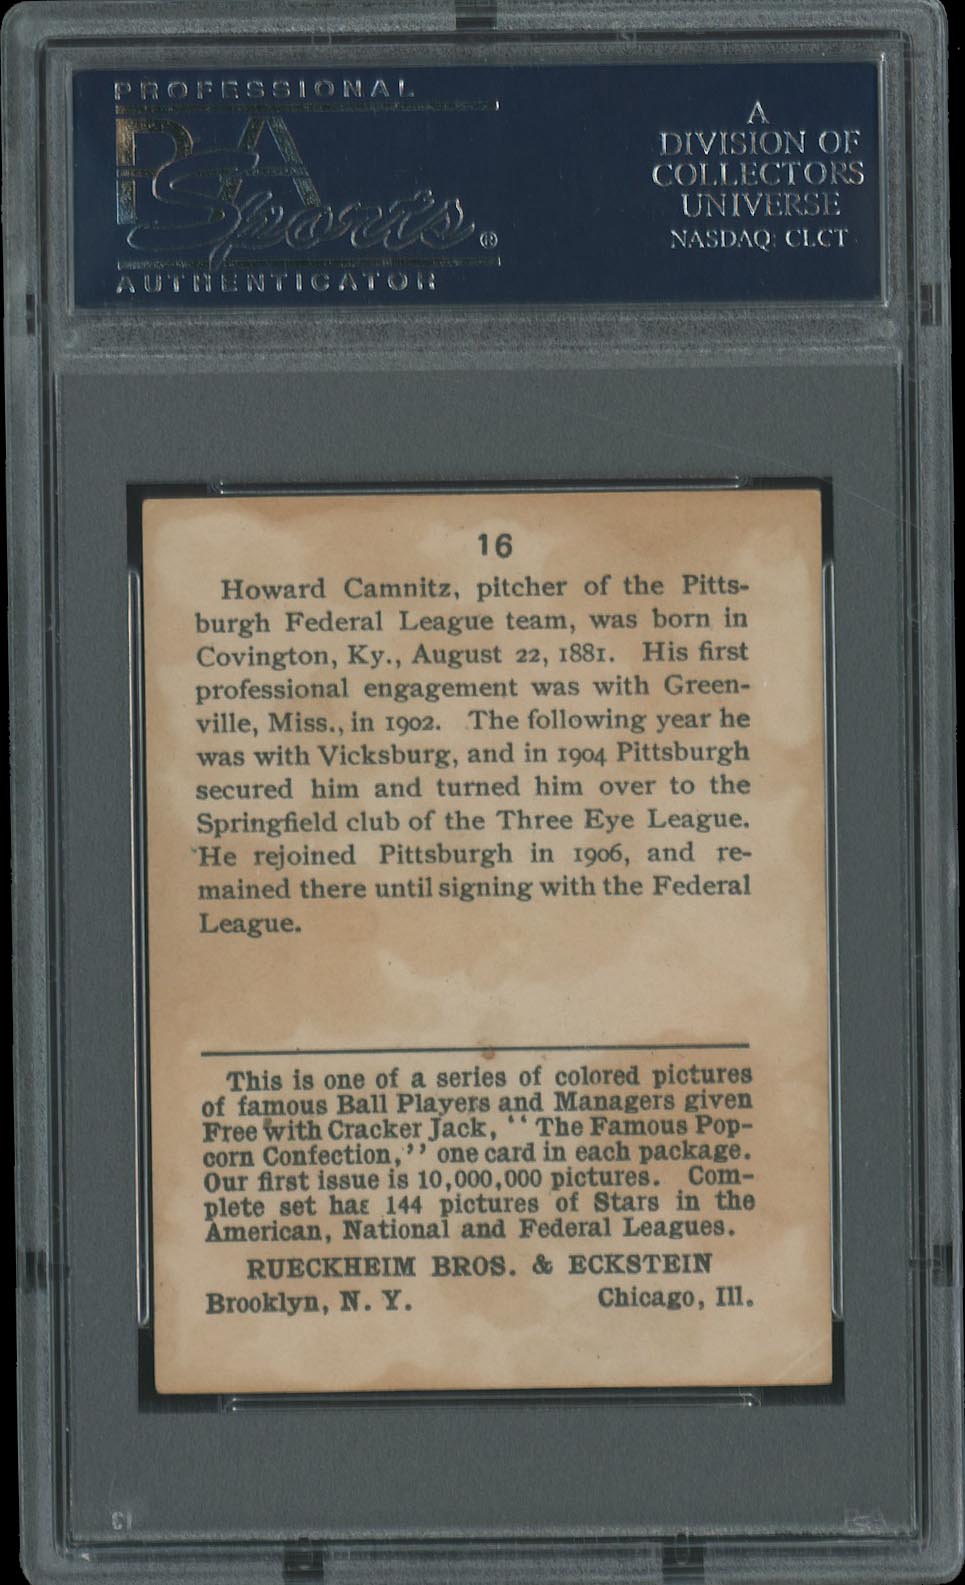 PROFESSIONAL
PSA
Sports®
AUTHENTICATOR
A
DIVISION OF
COLLECTORS
UNIVERSE
NASDAQ: CLCT
16
Howard Camnitz, pitcher of the Pitts-
burgh Federal League team, was born in
Covington, Ky., August 22, 1881. His first
professional engagement was with Green-
ville, Miss., in 1902. The following year he
was with Vicksburg, and in 1904 Pittsburgh
secured him and turned him over to the
Springfield club of the Three Eye League.
He rejoined Pittsburgh in 1906, and re-
mained there until signing with the Federal
League.
This is one of a series of colored pictures
of famous Ball Players and Managers given
Free with Cracker Jack, “The Famous Pop-
corn Confection,” one card in each package.
Our first issue is 10,000,000 pictures. Com-
plete set has 144 pictures of Stars in the
American, National and Federal Leagues.
RUECKHEIM BROS. & ECKSTEIN
Brooklyn, N. Y. Chicago, Ill.
PSA